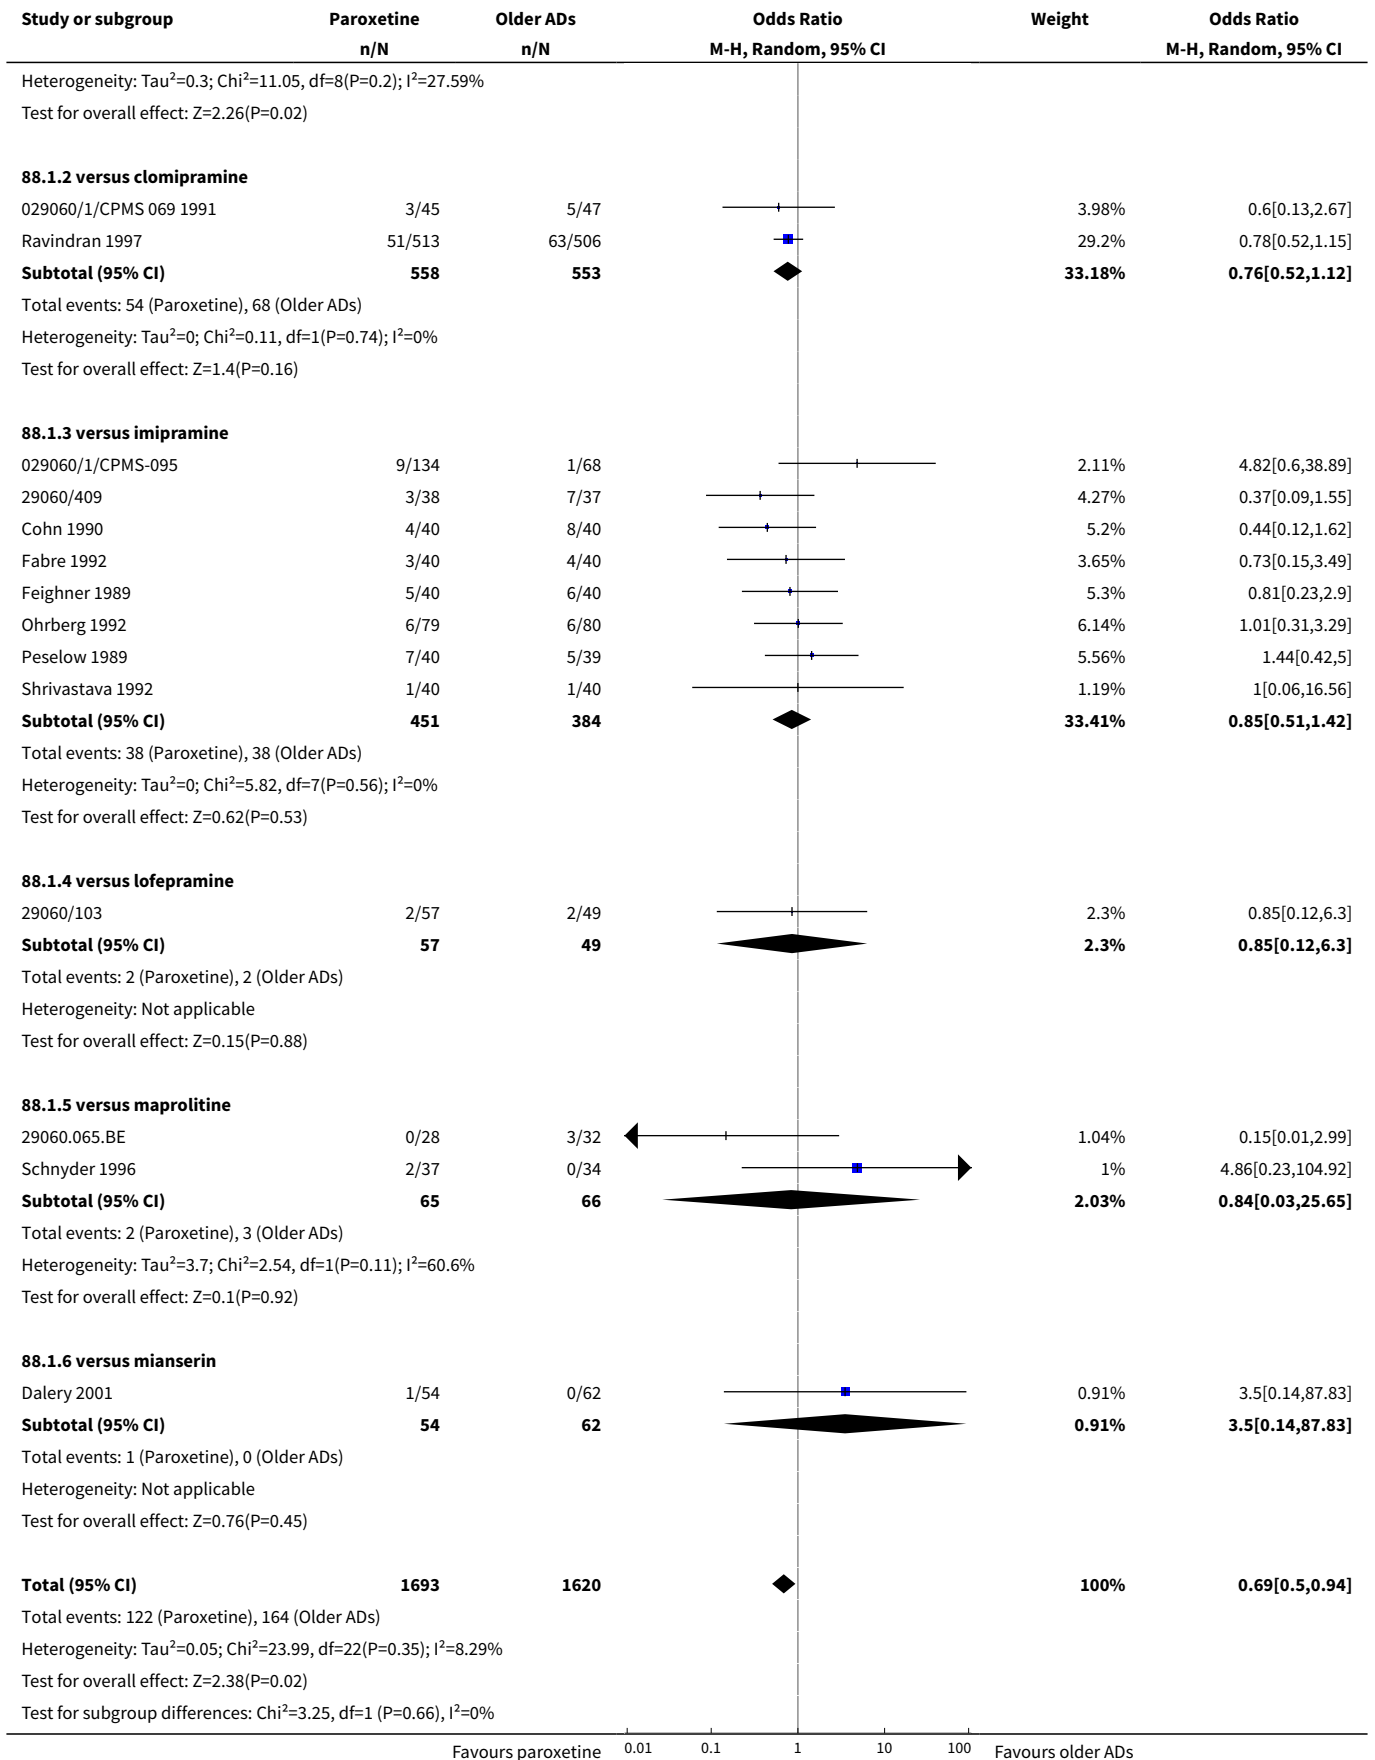 Study or subgroup Paroxetine Older ADs Odds Ratio Weight Odds Ratio
n/N n/N M-H, Random, 95% CI M-H, Random, 95% CI
Heterogeneity: Tau²=0.3; Chi²=11.05, df=8(P=0.2); I²=27.59%
Test for overall effect: Z=2.26(P=0.02)
88.1.2 versus clomipramine
029060/1/CPMS 069 1991 3/45 5/47 3.98% 0.6[0.13,2.67]
Ravindran 1997 51/513 63/506 29.2% 0.78[0.52,1.15]
Subtotal (95% CI) 558 553 33.18% 0.76[0.52,1.12]
Total events: 54 (Paroxetine), 68 (Older ADs)
Heterogeneity: Tau²=0; Chi²=0.11, df=1(P=0.74); I²=0%
Test for overall effect: Z=1.4(P=0.16)
88.1.3 versus imipramine
029060/1/CPMS-095 9/134 1/68 2.11% 4.82[0.6,38.89]
29060/409 3/38 7/37 4.27% 0.37[0.09,1.55]
Cohn 1990 4/40 8/40 5.2% 0.44[0.12,1.62]
Fabre 1992 3/40 4/40 3.65% 0.73[0.15,3.49]
Feighner 1989 5/40 6/40 5.3% 0.81[0.23,2.9]
Ohrberg 1992 6/79 6/80 6.14% 1.01[0.31,3.29]
Peselow 1989 7/40 5/39 5.56% 1.44[0.42,5]
Shrivastava 1992 1/40 1/40 1.19% 1[0.06,16.56]
Subtotal (95% CI) 451 384 33.41% 0.85[0.51,1.42]
Total events: 38 (Paroxetine), 38 (Older ADs)
Heterogeneity: Tau²=0; Chi²=5.82, df=7(P=0.56); I²=0%
Test for overall effect: Z=0.62(P=0.53)
88.1.4 versus lofepramine
29060/103 2/57 2/49 2.3% 0.85[0.12,6.3]
Subtotal (95% CI) 57 49 2.3% 0.85[0.12,6.3]
Total events: 2 (Paroxetine), 2 (Older ADs)
Heterogeneity: Not applicable
Test for overall effect: Z=0.15(P=0.88)
88.1.5 versus maprolitine
29060.065.BE 0/28 3/32 1.04% 0.15[0.01,2.99]
Schnyder 1996 2/37 0/34 1% 4.86[0.23,104.92]
Subtotal (95% CI) 65 66 2.03% 0.84[0.03,25.65]
Total events: 2 (Paroxetine), 3 (Older ADs)
Heterogeneity: Tau²=3.7; Chi²=2.54, df=1(P=0.11); I²=60.6%
Test for overall effect: Z=0.1(P=0.92)
88.1.6 versus mianserin
Dalery 2001 1/54 0/62 0.91% 3.5[0.14,87.83]
Subtotal (95% CI) 54 62 0.91% 3.5[0.14,87.83]
Total events: 1 (Paroxetine), 0 (Older ADs)
Heterogeneity: Not applicable
Test for overall effect: Z=0.76(P=0.45)
Total (95% CI) 1693 1620 100% 0.69[0.5,0.94]
Total events: 122 (Paroxetine), 164 (Older ADs)
Heterogeneity: Tau²=0.05; Chi²=23.99, df=22(P=0.35); I²=8.29%
Test for overall effect: Z=2.38(P=0.02)
Test for subgroup differences: Chi²=3.25, df=1 (P=0.66), I²=0%
Favours paroxetine 0.01 0.1 1 10 100 Favours older ADs